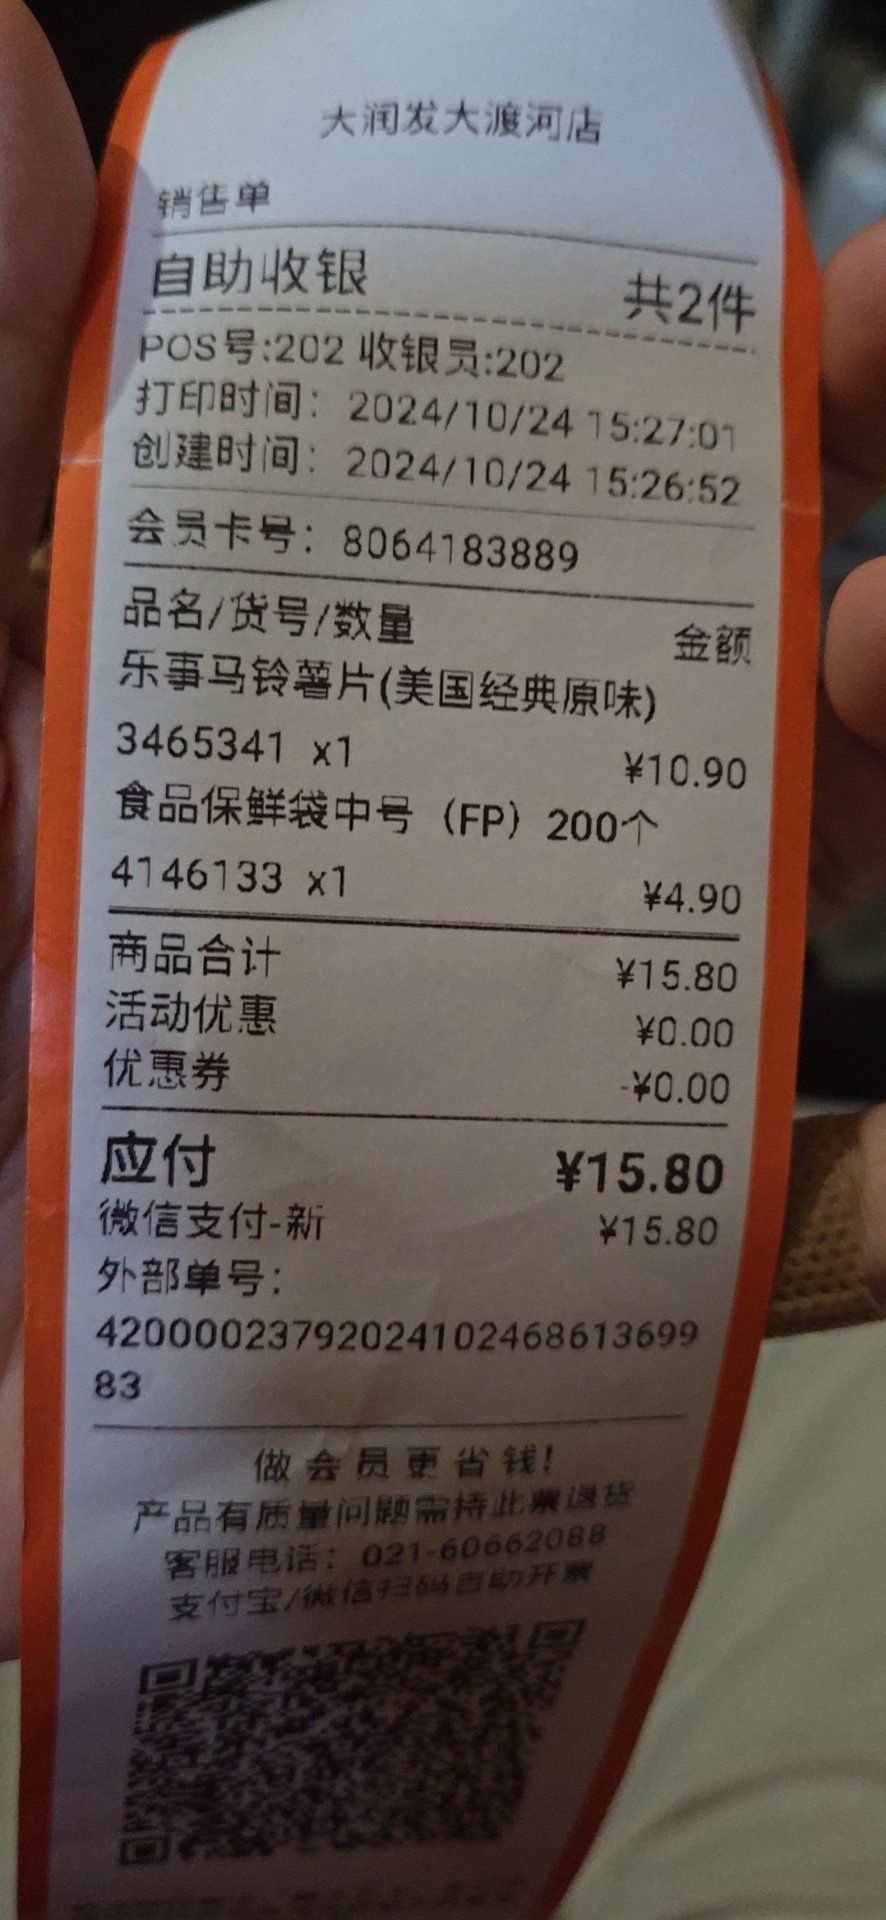 大润发大渡河店
销售单
自助收银 共2件
POS号:202 收银员:202
打印时间: 2024/10/24 15:27:01
创建时间: 2024/10/24 15:26:52
会员卡号: 8064183889
品名/货号/数量 金额
乐事马铃薯片(美国经典原味)
3465341 x1 ¥10.90
食品保鲜袋中号（FP）200个
4146133 x1 ¥4.90
商品合计 ¥15.80
活动优惠 ¥0.00
优惠券 -¥0.00
应付 ¥15.80
微信支付-新 ¥15.80
外部单号:
42000023792024102468613699
83
做会员更省钱!
产品有质量问题需持此票退货
客服电话: 021-60662088
支付宝/微信扫码自助开票